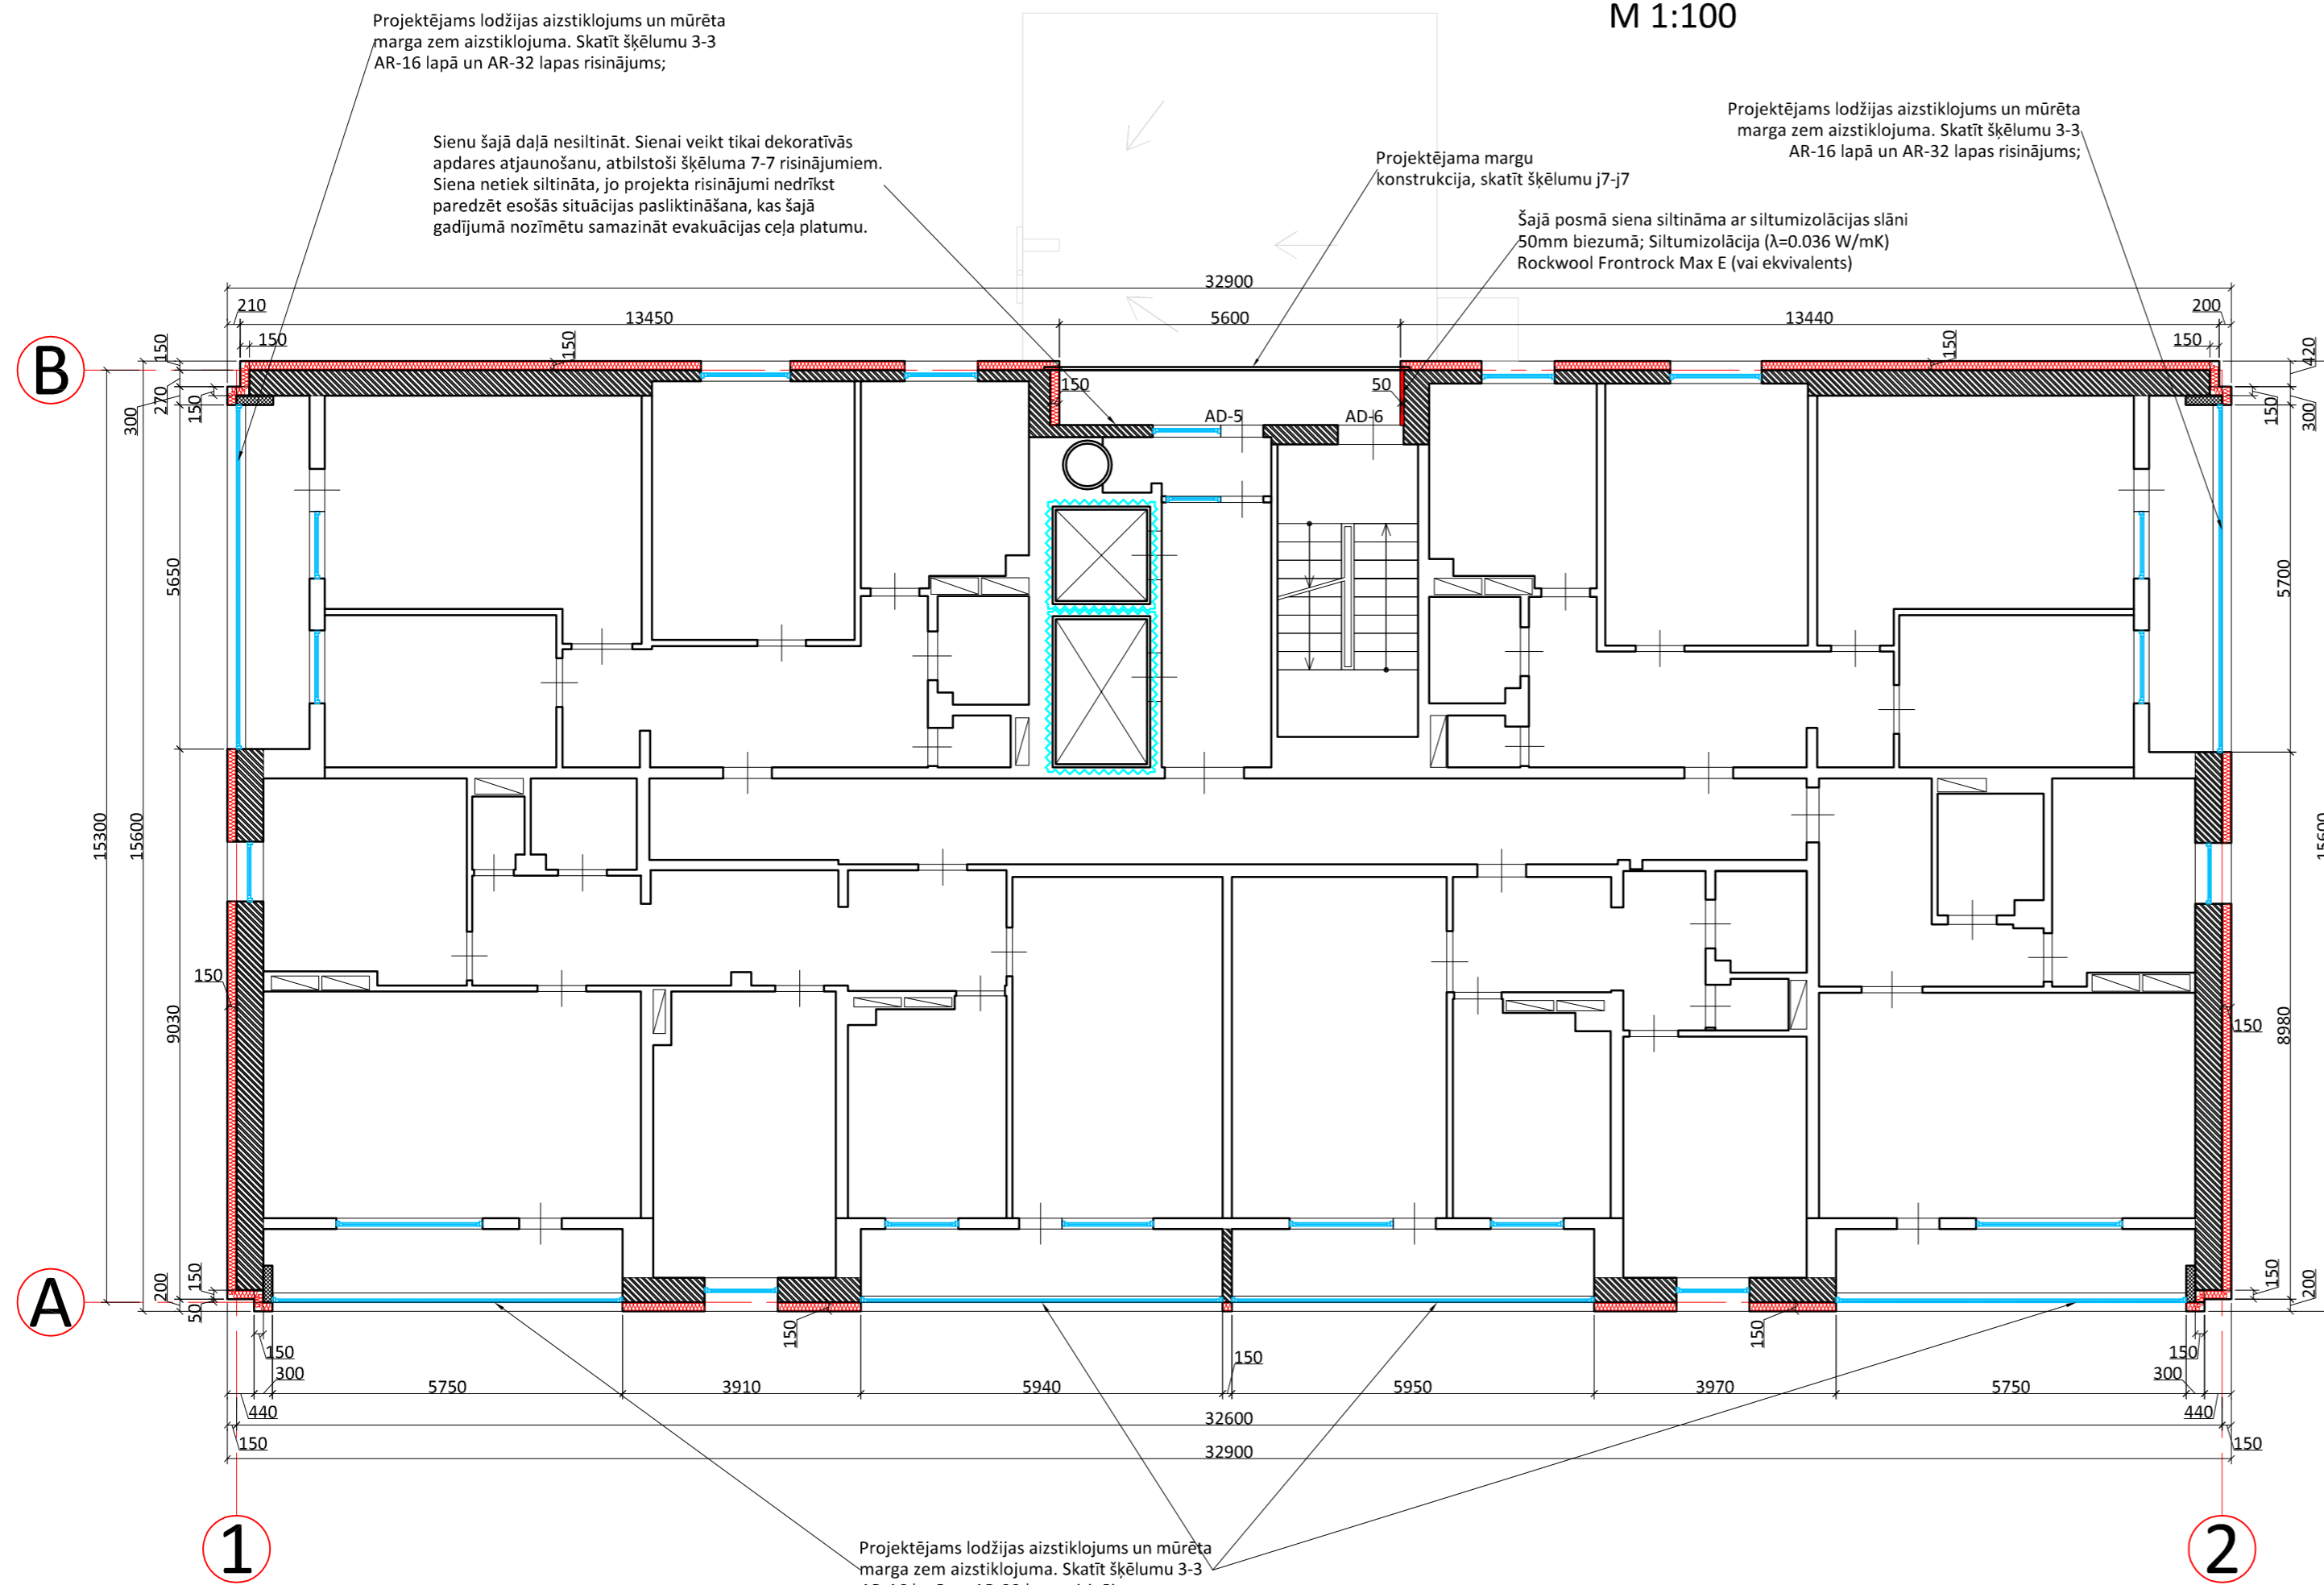 M 1:100
Projektējams lodžijas aizstiklojums un mūrēta
marga zem aizstiklojuma. Skatīt šķēlumu 3-3
AR-16 lapā un AR-32 lapas risinājums;
Sienu šajā daļā nesiltināt. Sienai veikt tikai dekoratīvās
apdares atjaunošanu, atbilstoši šķēluma 7-7 risinājumiem.
Siena netiek siltināta, jo projekta risinājumi nedrīkst
paredzēt esošās situācijas pasliktināšana, kas šajā
gadījumā nozīmētu samazināt evakuācijas ceļa platumu.
Projektējama margu
konstrukcija, skatīt šķēlumu j7-j7
Projektējams lodžijas aizstiklojums un mūrēta
marga zem aizstiklojuma. Skatīt šķēlumu 3-3
AR-16 lapā un AR-32 lapas risinājums;
Šajā posmā siena siltināma ar siltumizolācijas slāni
50mm biezumā; Siltumizolācija (λ=0.036 W/mK)
Rockwool Frontrock Max E (vai ekvivalents)
32900
210
13450
5600
13440
200
150
150
150
150
B
150
270
300
150
420
150
300
150
50
AD-5
AD-6
5650
5700
15300
15600
15600
150
9030
150
8980
A
150
200
50
150
200
150
150
150
300
5750
3910
5940
150
5950
3970
5750
150
300
440
32600
440
150
32900
150
1
2
Projektējams lodžijas aizstiklojums un mūrēta
marga zem aizstiklojuma. Skatīt šķēlumu 3-3